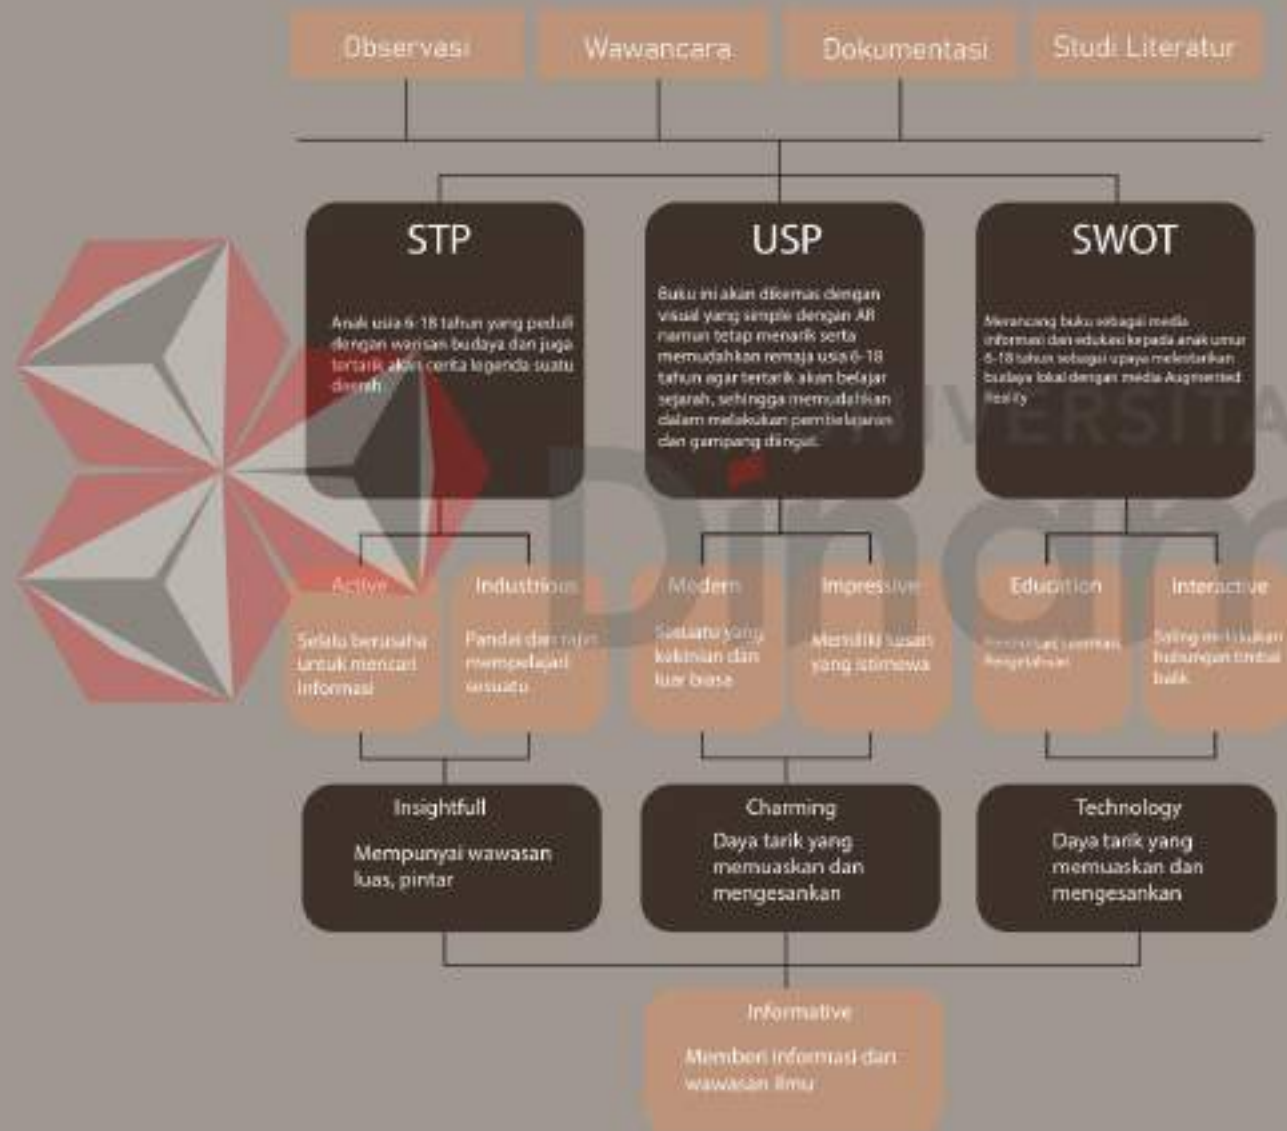 Observasi
Wawancara
Dokumentasi
Studi Literatur
STP
Anak usia 6-18 tahun yang peduli
dengan warisan budaya dan juga
tertarik akan cerita legenda suatu
daerah
USP
Buku ini akan dikemas dengan
visual yang simple dengan AR
namun tetap menarik serta
memudahkan remaja usia 6-18
tahun agar tertarik akan belajar
sejarah, sehingga memudahkan
dalam melakukan pembelajaran
dan gampang diingat.
SWOT
Merancang buku sebagai media
informasi dan edukasi kepada anak umur
6-18 tahun sebagai upaya melestarikan
budaya lokal dengan media Augmented
Reality
UNIVERSITA
Dinam
Active
Selalu berusaha
untuk mencari
Informasi
Industrious
Pandai dan rajin
mempelajari
sesuatu
Modern
Sesuatu yang
kekinian dan
luar biasa
Impressive
Memiliki kesan
yang istimewa
Education
Pengetahuan
Interactive
Saling melakukan
hubungan timbal
balik
Insightfull
Mempunyai wawasan
luas, pintar
Charming
Daya tarik yang
memuaskan dan
mengesankan
Technology
Daya tarik yang
memuaskan dan
mengesankan
Informative
Memberi informasi dan
wawasan Ilmu